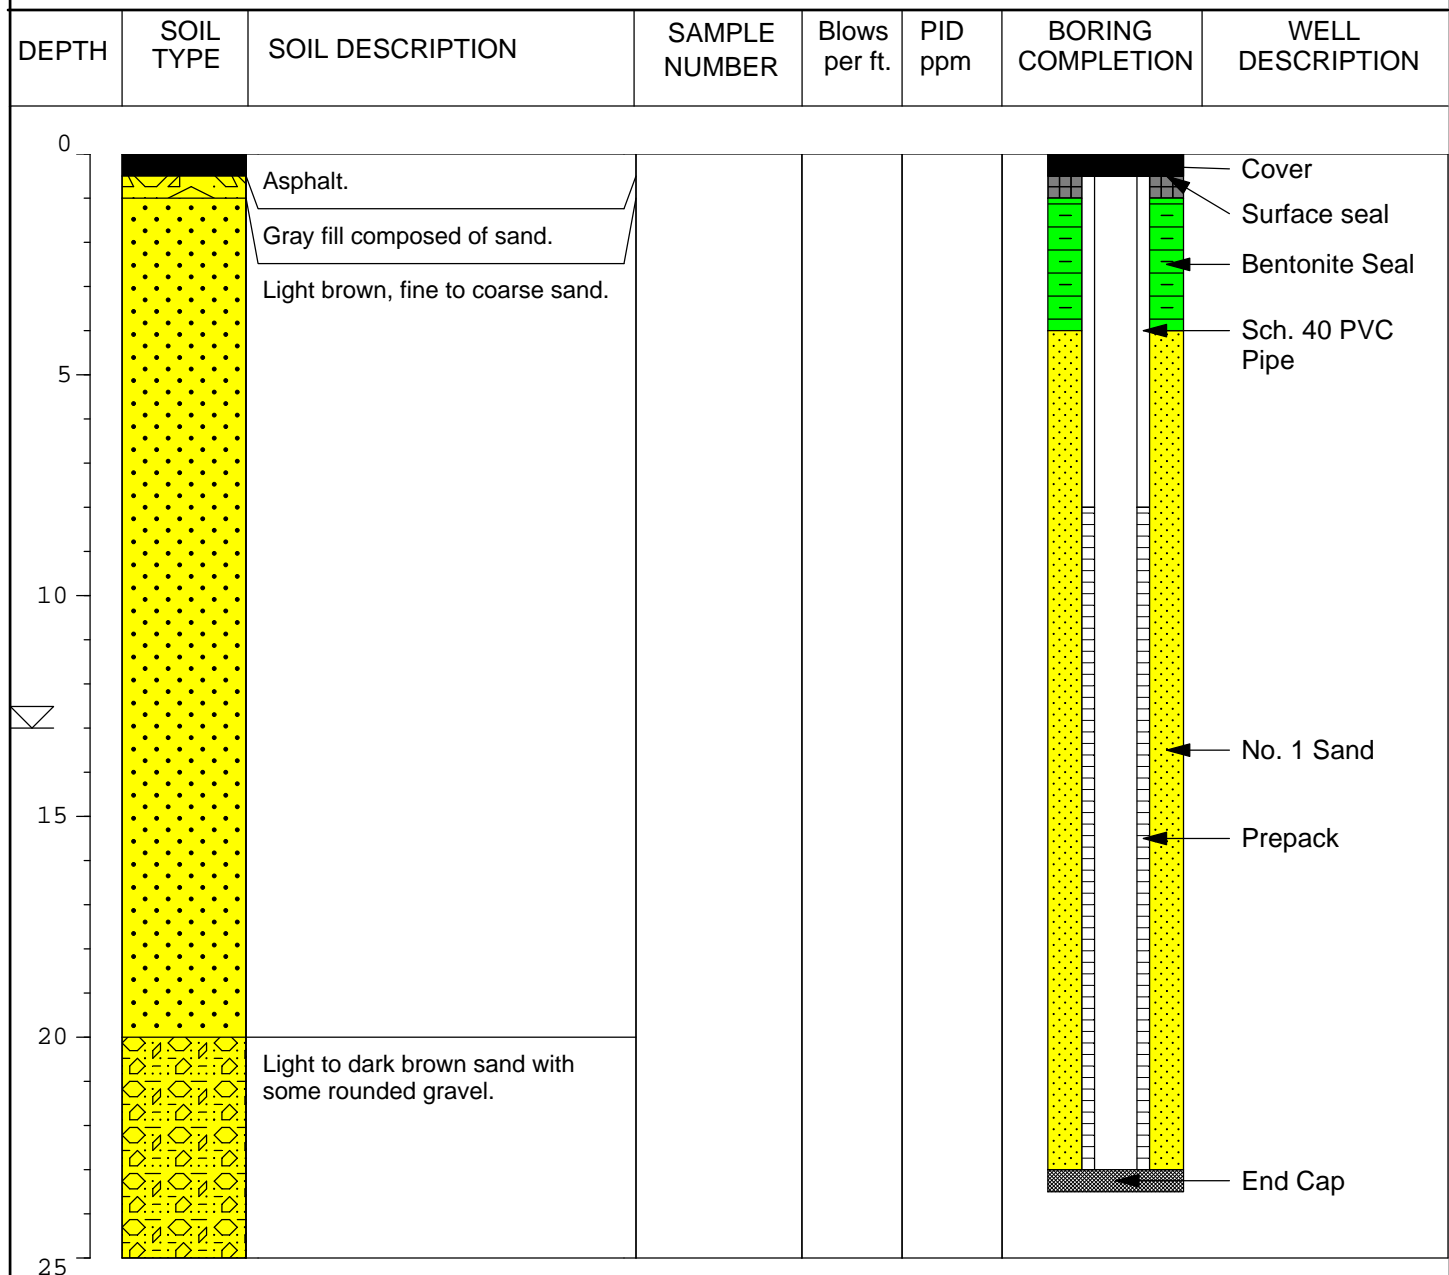 DEPTH
SOIL
TYPE
SOIL DESCRIPTION
SAMPLE
NUMBER
Blows
per ft.
PID
ppm
BORING
COMPLETION
WELL
DESCRIPTION
0
5
10
15
20
25
Asphalt.
Gray fill composed of sand.
Light brown, fine to coarse sand.
Light to dark brown sand with
some rounded gravel.
Cover
Surface seal
Bentonite Seal
Sch. 40 PVC
Pipe
No. 1 Sand
Prepack
End Cap